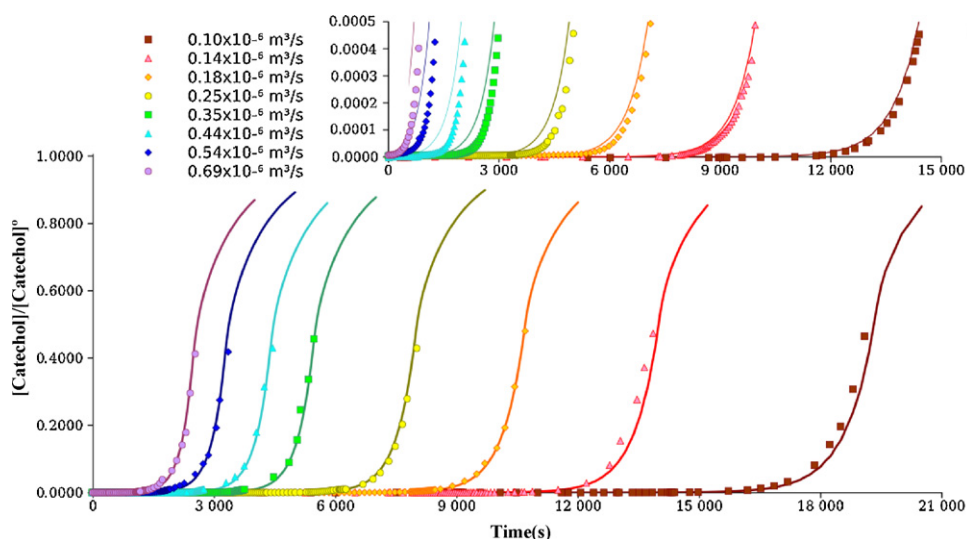 0.10x10⁻⁶ m³/s
0.14x10⁻⁶ m³/s
0.18x10⁻⁶ m³/s
0.25x10⁻⁶ m³/s
0.35x10⁻⁶ m³/s
0.44x10⁻⁶ m³/s
0.54x10⁻⁶ m³/s
0.69x10⁻⁶ m³/s
0.0005
0.0004
0.0003
0.0002
0.0001
0.0000
0 3 000 6 000 9 000 12 000 15 000
1.0000
0.8000
0.6000
0.4000
0.2000
0.0000
0 3 000 6 000 9 000 12 000 15 000 18 000 21 000
[Catechol]/[Catechol]º
Time(s)